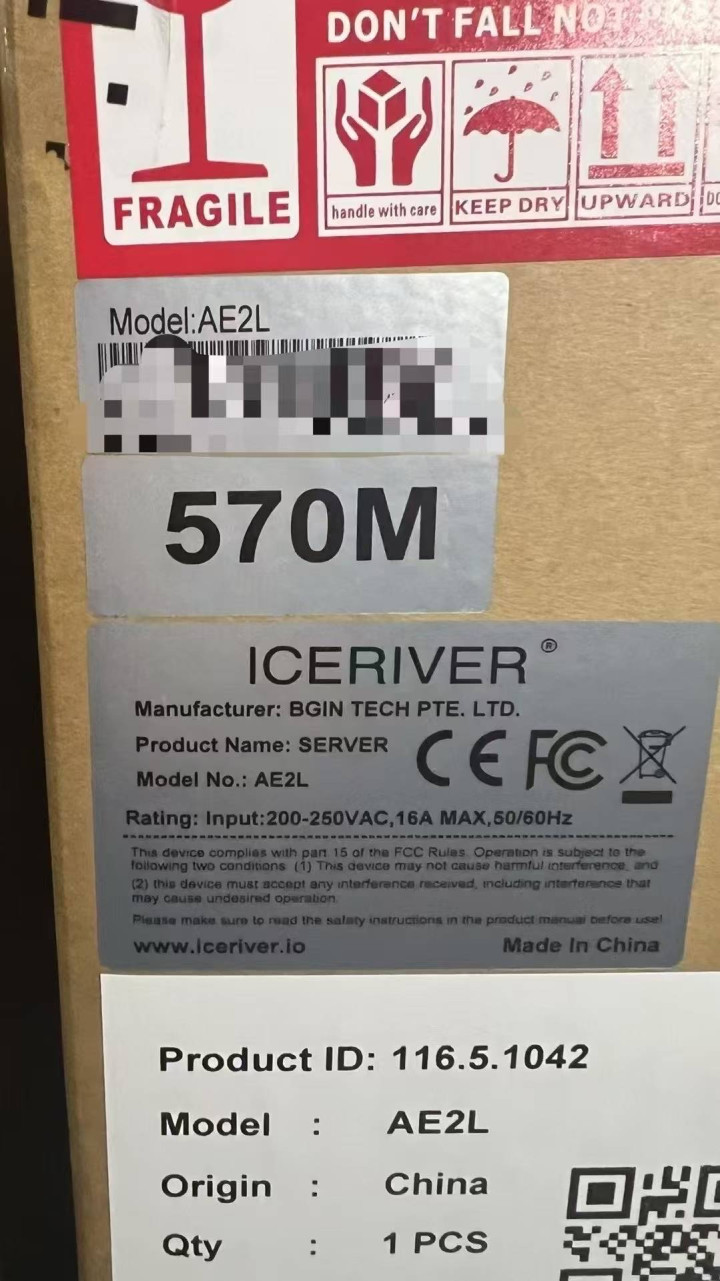 DON'T FALL NOT
FRAGILE
handle with care
KEEP DRY
UPWARD
Model:AE2L
570M
ICERIVER®
Manufacturer: BGIN TECH PTE. LTD.
Product Name: SERVER
Model No.: AE2L
CE FC
Rating: Input:200-250VAC,16A MAX,50/60Hz
This device complies with part 15 of the FCC Rules. Operation is subject to the
following two conditions (1) This device may not cause harmful interference, and
(2) this device must accept any interference received, including interference that
may cause undesired operation.
Please make sure to read the safety instructions in the product manual before use!
www.iceriver.io
Made In China
Product ID: 116.5.1042
Model : AE2L
Origin : China
Qty : 1 PCS